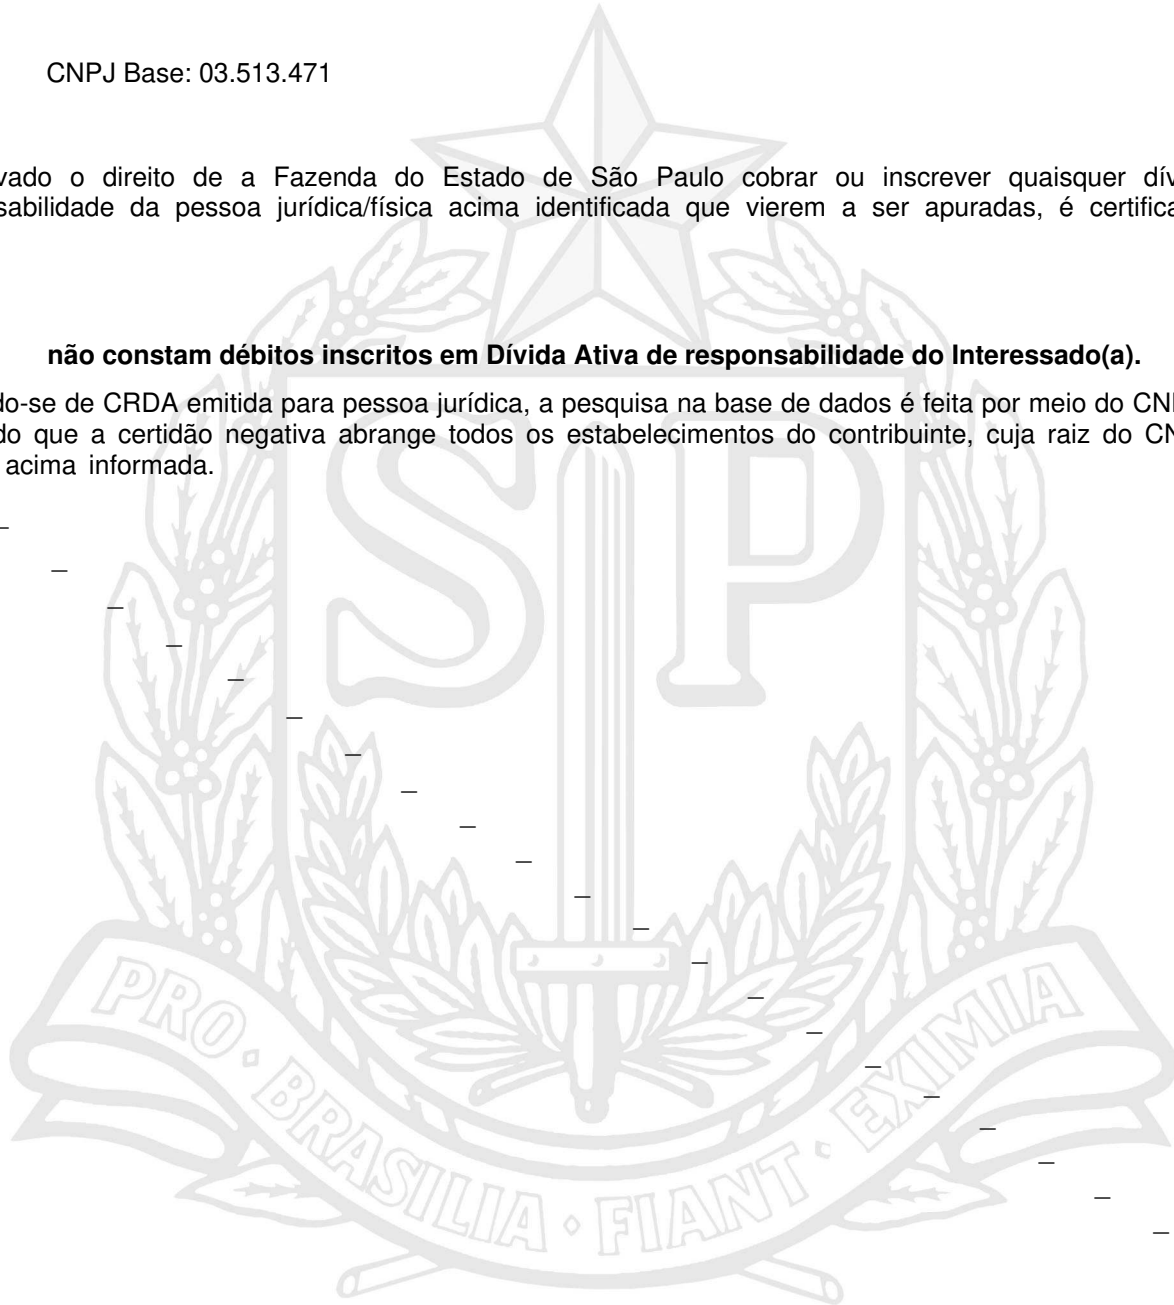 CNPJ Base: 03.513.471
vado o direito de a Fazenda do Estado de São Paulo cobrar ou inscrever quaisquer dív
sabilidade da pessoa jurídica/física acima identificada que vierem a ser apuradas, é certifica
não constam débitos inscritos em Dívida Ativa de responsabilidade do Interessado(a).
do-se de CRDA emitida para pessoa jurídica, a pesquisa na base de dados é feita por meio do CN
do que a certidão negativa abrange todos os estabelecimentos do contribuinte, cuja raiz do CN
acima informada.
SP
PRO • BRASILIA • FIANT • EXIMIA